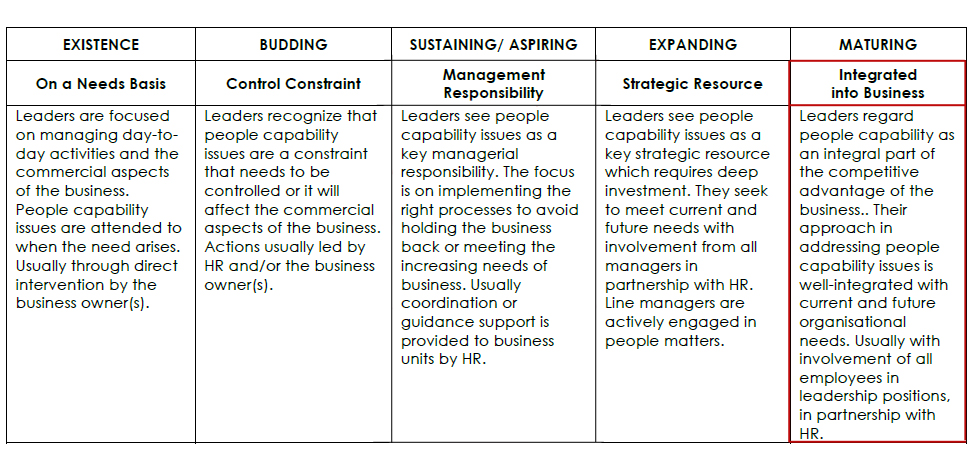 EXISTENCE
BUDDING
SUSTAINING/ ASPIRING
EXPANDING
MATURING
On a Needs Basis
Control Constraint
Management
Responsibility
Strategic Resource
Integrated
into Business
Leaders are focused
on managing day-to-
day activities and the
commercial aspects
of the business.
People capability
issues are attended to
when the need arises.
Usually through direct
intervention by the
business owner(s).
Leaders recognize that
people capability
issues are a constraint
that needs to be
controlled or it will
affect the commercial
aspects of the business.
Actions usually led by
HR and/or the business
owner(s).
Leaders see people
capability issues as a
key managerial
responsibility. The focus
is on implementing the
right processes to avoid
holding the business
back or meeting the
increasing needs of
business. Usually
coordination or
guidance support is
provided to business
units by HR.
Leaders see people
capability issues as a
key strategic resource
which requires deep
investment. They seek
to meet current and
future needs with
involvement from all
managers in
partnership with HR.
Line managers are
actively engaged in
people matters.
Leaders regard
people capability as
an integral part of
the competitive
advantage of the
business.. Their
approach in
addressing people
capability issues is
well-integrated with
current and future
organisational
needs. Usually with
involvement of all
employees in
leadership positions,
in partnership with
HR.